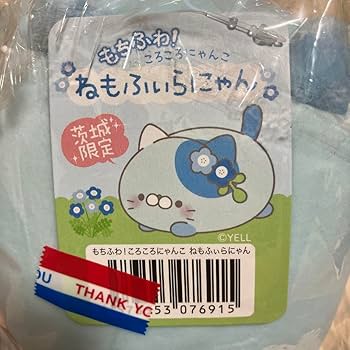 もちふわ!
ころころにゃんこ
ねもふぃらにゃん
茨城
限定
©YELL
もちふわ!ころころにゃんこ ねもふぃらにゃん
53 076915
OU
THANK YO